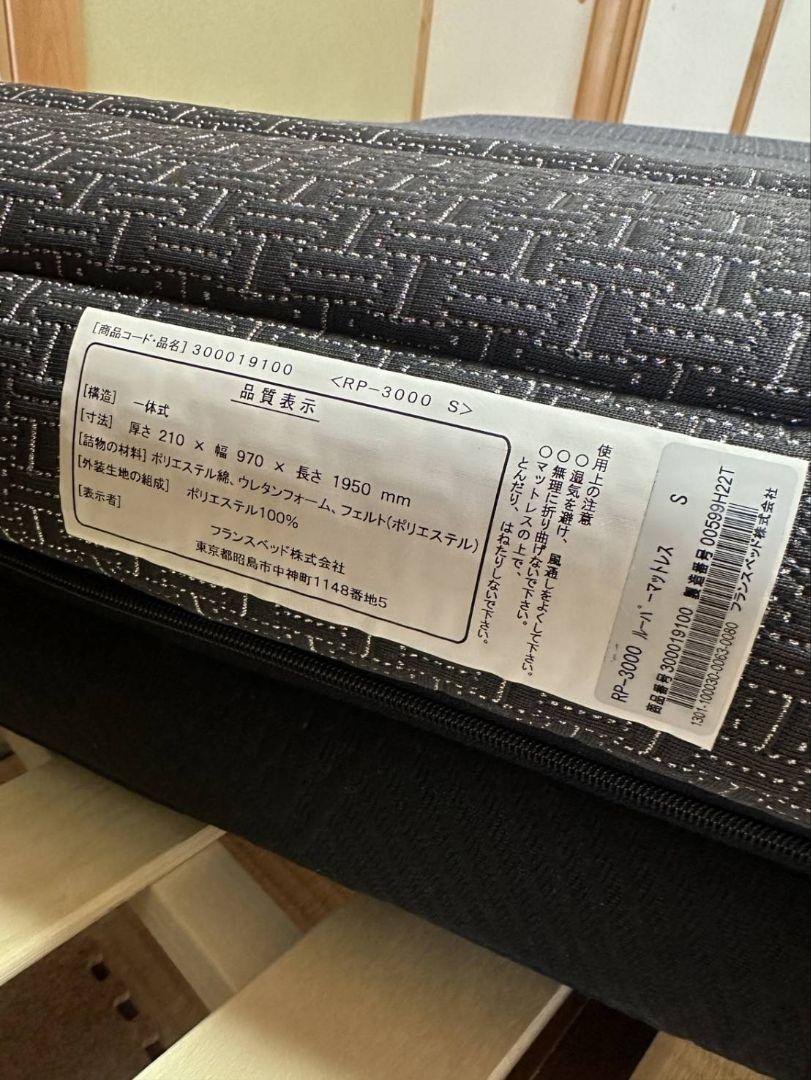 [商品コード・品名] 300019100 <RP-3000 S>
品質表示
[構造] 一体式
[寸法] 厚さ 210 × 幅 970 × 長さ 1950 mm
[詰物の材料] ポリエステル綿、ウレタンフォーム、フェルト(ポリエステル)
[外装生地の組成] ポリエステル100%
[表示者]
フランスベッド株式会社
東京都昭島市中神町1148番地5
使用上の注意
○湿気を避け、風通しをよくして下さい。
○無理に折り曲げないで下さい。
○マットレスの上で、
とんだり、はねたりしないで下さい。
RP-3000 ルーパーマットレス S
商品番号 300019100 製造番号 00599H22T
1301-100030-0063-0080 フランスベッド株式会社